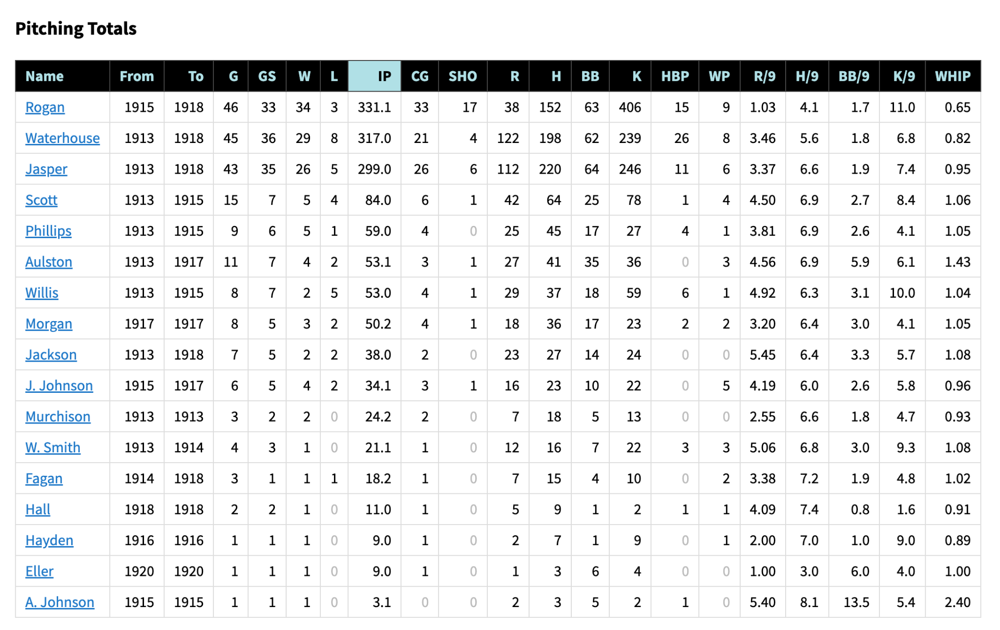 Pitching Totals
Name From To G GS W L IP CG SHO R H BB K HBP WP R/9 H/9 BB/9 K/9 WHIP
Rogan 1915 1918 46 33 34 3 331.1 33 17 38 152 63 406 15 9 1.03 4.1 1.7 11.0 0.65
Waterhouse 1913 1918 45 36 29 8 317.0 21 4 122 198 62 239 26 8 3.46 5.6 1.8 6.8 0.82
Jasper 1913 1918 43 35 26 5 299.0 26 6 112 220 64 246 11 6 3.37 6.6 1.9 7.4 0.95
Scott 1913 1915 15 7 5 4 84.0 6 1 42 64 25 78 1 4 4.50 6.9 2.7 8.4 1.06
Phillips 1913 1915 9 6 5 1 59.0 4 0 25 45 17 27 4 1 3.81 6.9 2.6 4.1 1.05
Aulston 1913 1917 11 7 4 2 53.1 3 1 27 41 35 36 0 3 4.56 6.9 5.9 6.1 1.43
Willis 1913 1915 8 7 2 5 53.0 4 1 29 37 18 59 6 1 4.92 6.3 3.1 10.0 1.04
Morgan 1917 1917 8 5 3 2 50.2 4 1 18 36 17 23 2 2 3.20 6.4 3.0 4.1 1.05
Jackson 1913 1918 7 5 2 2 38.0 2 0 23 27 14 24 0 0 5.45 6.4 3.3 5.7 1.08
J. Johnson 1915 1917 6 5 4 2 34.1 3 1 16 23 10 22 0 5 4.19 6.0 2.6 5.8 0.96
Murchison 1913 1913 3 2 2 0 24.2 2 0 7 18 5 13 0 0 2.55 6.6 1.8 4.7 0.93
W. Smith 1913 1914 4 3 1 0 21.1 1 0 12 16 7 22 3 3 5.06 6.8 3.0 9.3 1.08
Fagan 1914 1918 3 1 1 1 18.2 1 0 7 15 4 10 0 2 3.38 7.2 1.9 4.8 1.02
Hall 1918 1918 2 2 1 0 11.0 1 0 5 9 1 2 1 1 4.09 7.4 0.8 1.6 0.91
Hayden 1916 1916 1 1 1 0 9.0 1 0 2 7 1 9 0 1 2.00 7.0 1.0 9.0 0.89
Eller 1920 1920 1 1 1 0 9.0 1 0 1 3 6 4 0 0 1.00 3.0 6.0 4.0 1.00
A. Johnson 1915 1915 1 1 1 0 3.1 0 0 2 3 5 2 1 0 5.40 8.1 13.5 5.4 2.40